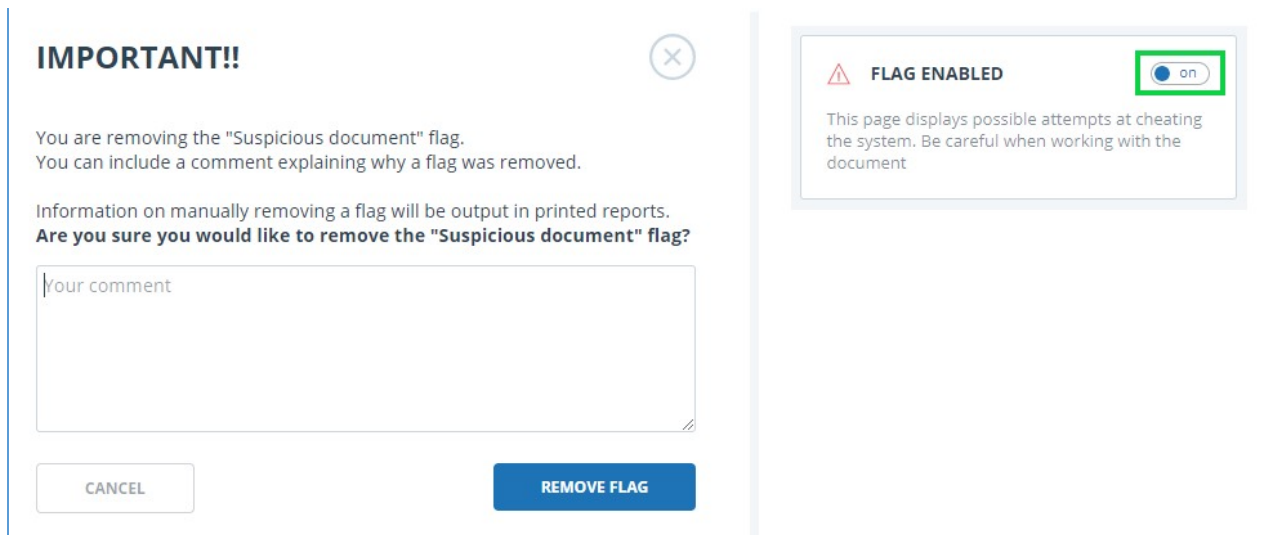 IMPORTANT!!
You are removing the "Suspicious document" flag.
You can include a comment explaining why a flag was removed.
Information on manually removing a flag will be output in printed reports.
Are you sure you would like to remove the "Suspicious document" flag?
Your comment
CANCEL
REMOVE FLAG
FLAG ENABLED
on
This page displays possible attempts at cheating
the system. Be careful when working with the
document